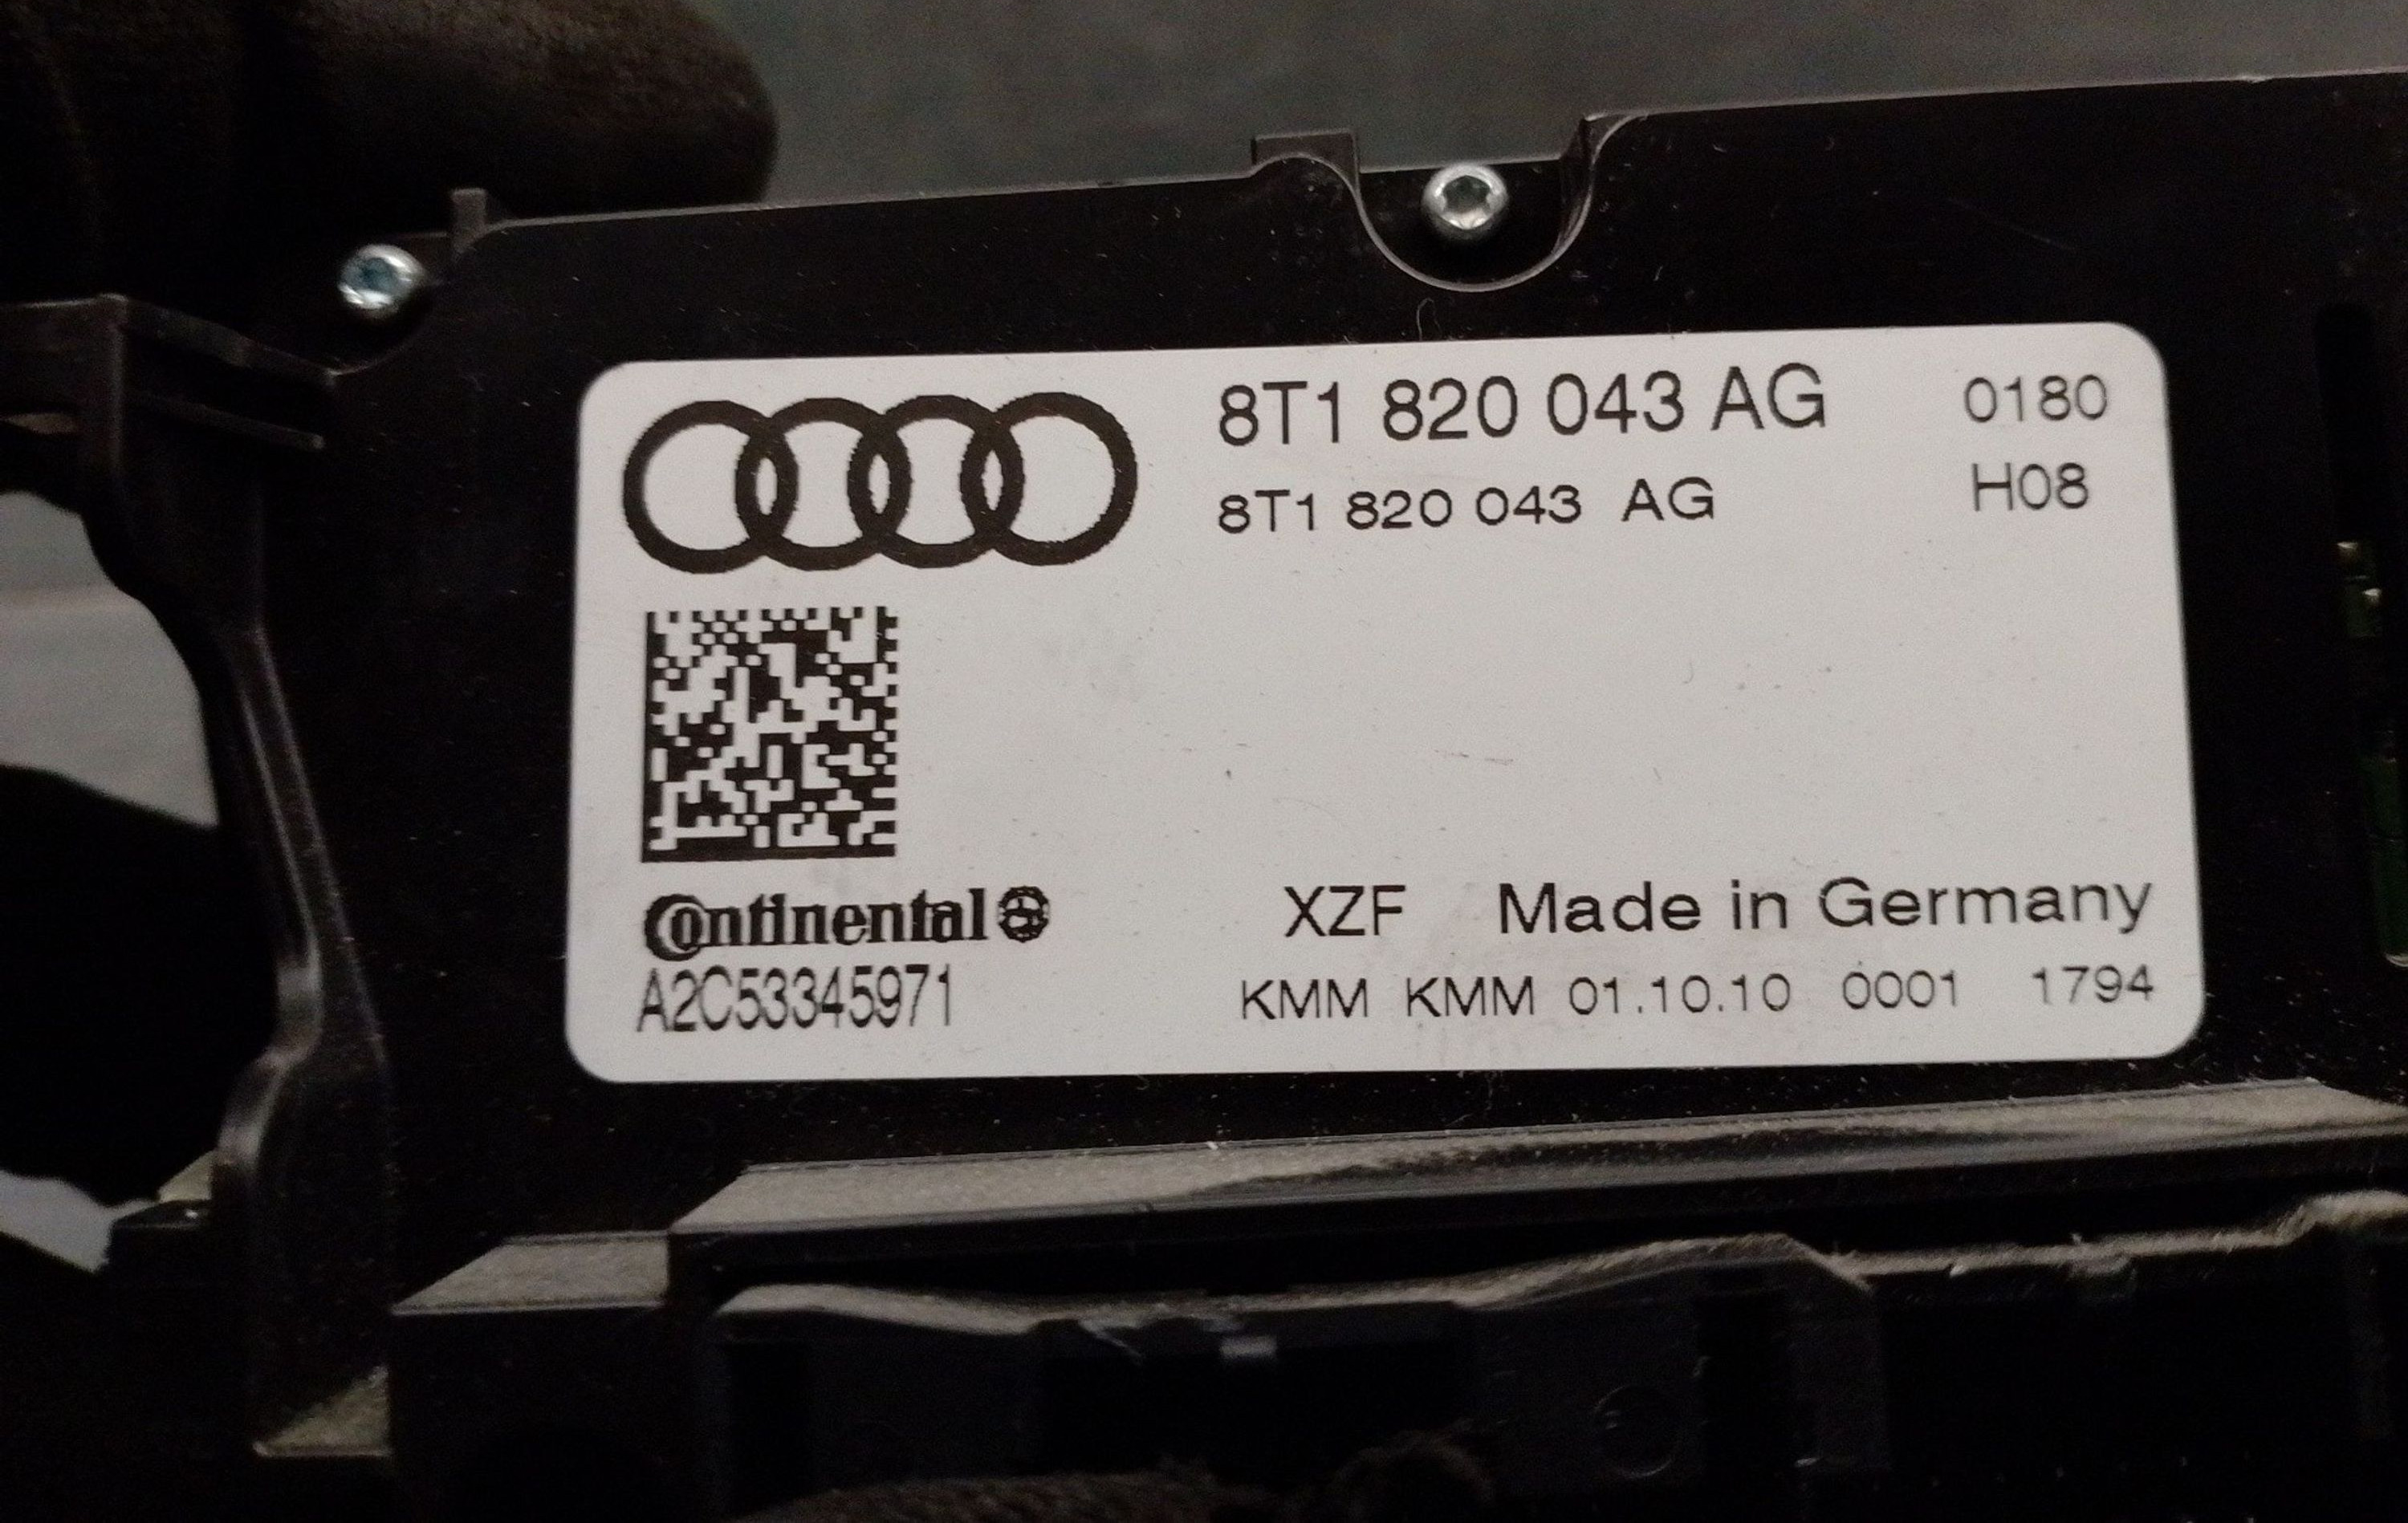 8T1 820 043 AG 0180
8T1 820 043 AG H08
Continental
XZF Made in Germany
A2C53345971
KMM KMM 01.10.10 0001 1794